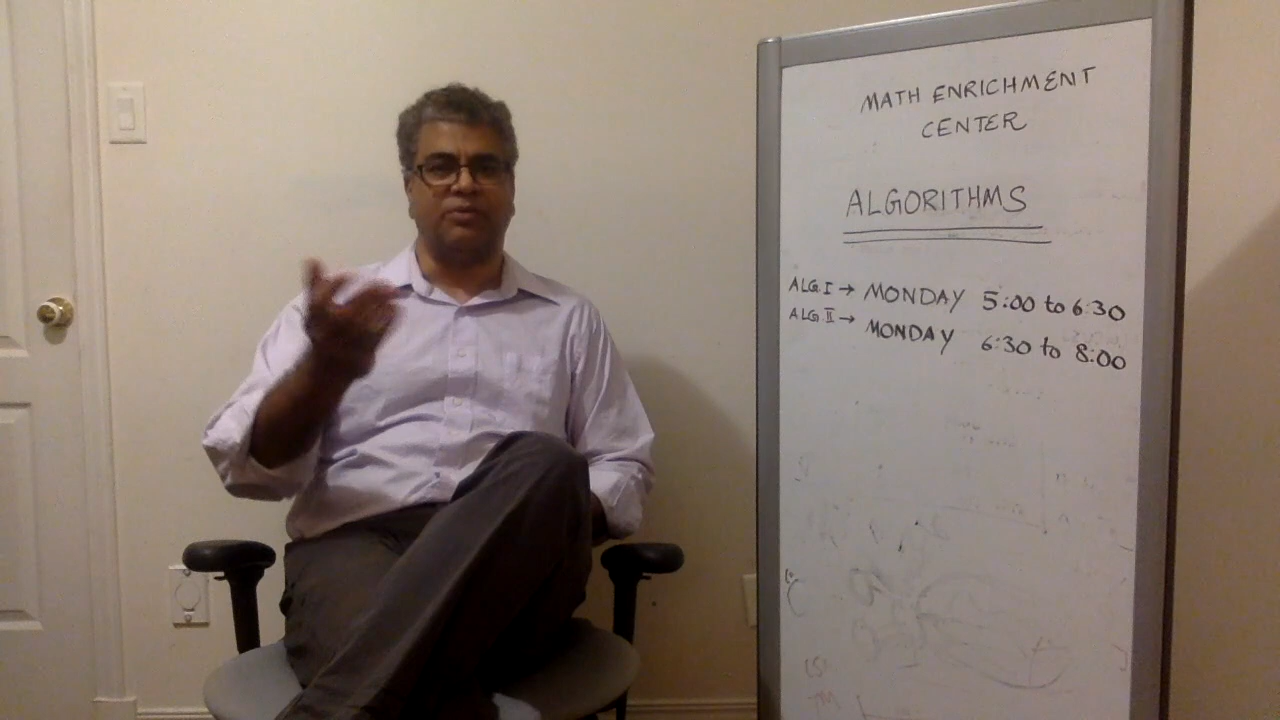 MATH ENRICHMENT
CENTER
ALGORITHMS
ALG.I → MONDAY 5:00 to 6:30
ALG.II → MONDAY 6:30 to 8:00